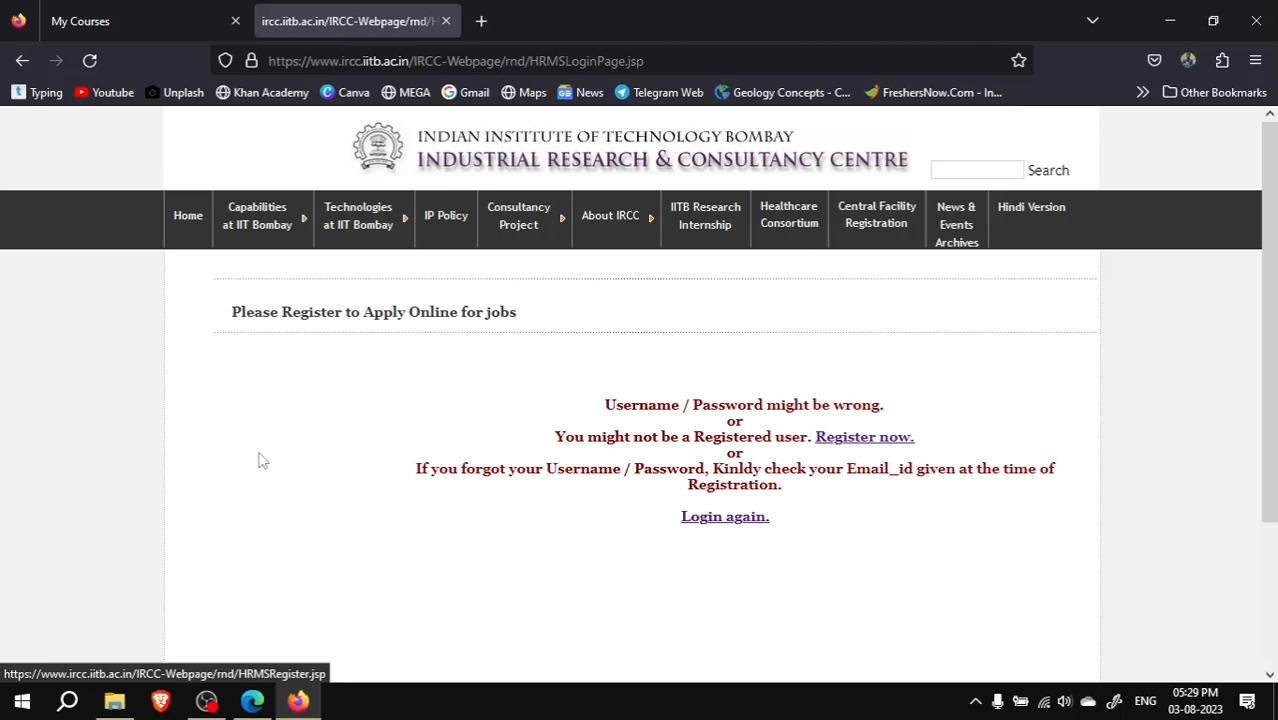 My Courses
ircc.iitb.ac.in/IRCC-Webpage/rnd/H
https://www.ircc.iitb.ac.in/IRCC-Webpage/rnd/HRMSLoginPage.jsp
Typing
Youtube
Unplash
Khan Academy
Canva
MEGA
Gmail
Maps
News
Telegram Web
Geology Concepts - C...
FreshersNow.Com - In...
Other Bookmarks
INDIAN INSTITUTE OF TECHNOLOGY BOMBAY
INDUSTRIAL RESEARCH & CONSULTANCY CENTRE
Search
Home
Capabilities
at IIT Bombay
Technologies
at IIT Bombay
IP Policy
Consultancy
Project
About IRCC
IITB Research
Internship
Healthcare
Consortium
Central Facility
Registration
News &
Events
Archives
Hindi Version
Please Register to Apply Online for jobs
Username / Password might be wrong.
or
You might not be a Registered user. Register now.
or
If you forgot your Username / Password, Kinldy check your Email_id given at the time of
Registration.
Login again.
https://www.ircc.iitb.ac.in/IRCC-Webpage/rnd/HRMSRegister.jsp
ENG
05:29 PM
03-08-2023